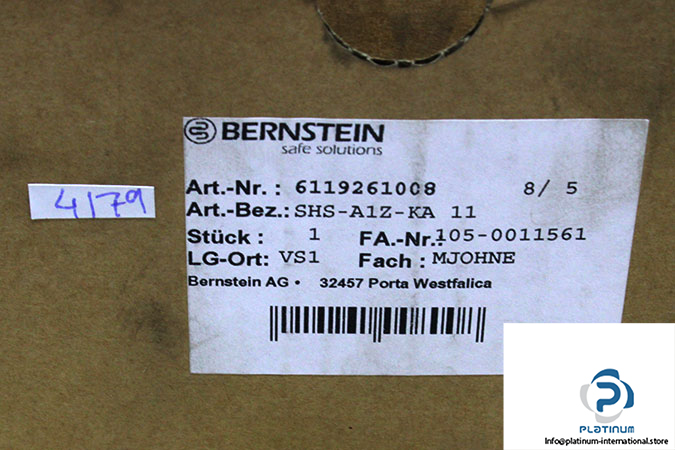 BERNSTEIN
safe solutions
Art.-Nr. : 6119261008 8/ 5
Art.-Bez.: SHS-A1Z-KA 11
Stück : 1 FA.-Nr.: 105-0011561
LG-Ort: VS1 Fach : MJOHNE
Bernstein AG • 32457 Porta Westfalica
4179
PLATINUM
Info@platinum-international.store